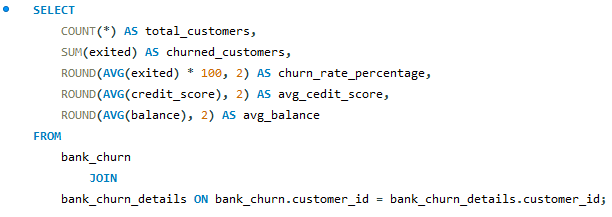 SELECT
COUNT(*) AS total_customers,
SUM(exited) AS churned_customers,
ROUND(AVG(exited) * 100, 2) AS churn_rate_percentage,
ROUND(AVG(credit_score), 2) AS avg_cedit_score,
ROUND(AVG(balance), 2) AS avg_balance
FROM
bank_churn
JOIN
bank_churn_details ON bank_churn.customer_id = bank_churn_details.customer_id;